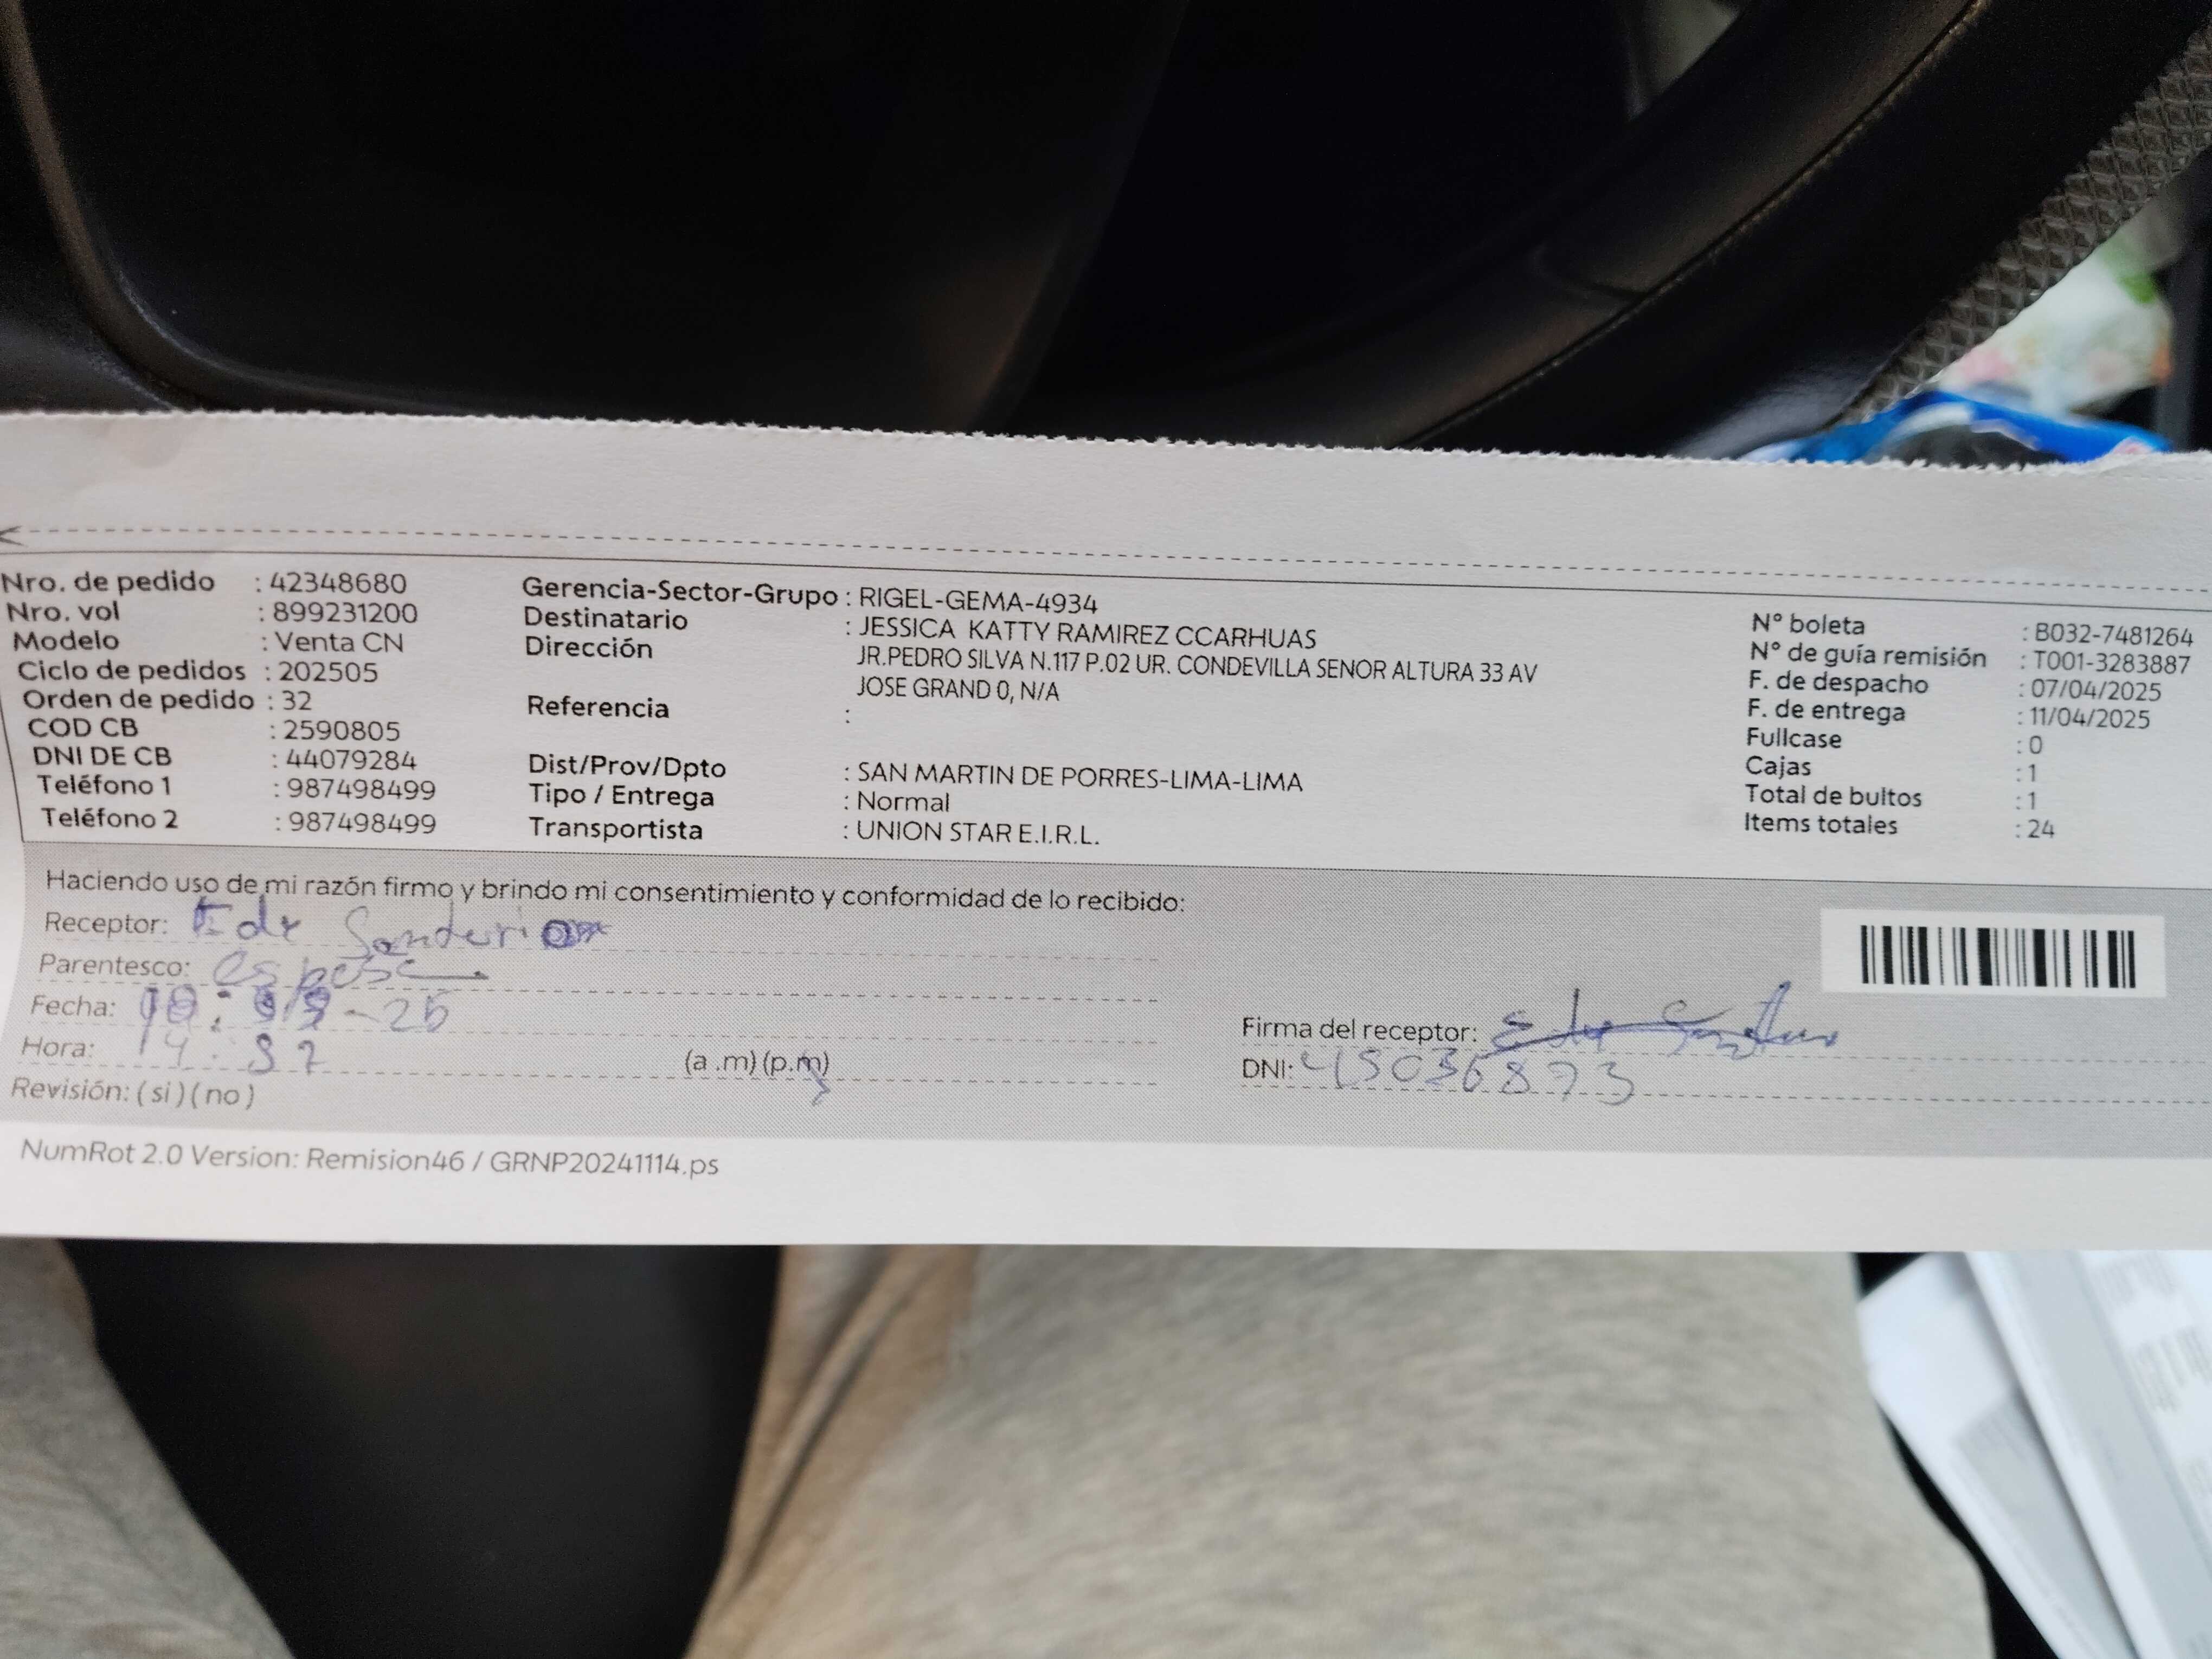 Nro. de pedido : 42348680
Nro. vol : 899231200
Modelo : Venta CN
Ciclo de pedidos : 202505
Orden de pedido : 32
COD CB : 2590805
DNI DE CB : 44079284
Teléfono 1 : 987498499
Teléfono 2 : 987498499
Gerencia-Sector-Grupo : RIGEL-GEMA-4934
Destinatario : JESSICA KATTY RAMIREZ CCARHUAS
Dirección JR.PEDRO SILVA N.117 P.02 UR. CONDEVILLA SENOR ALTURA 33 AV
JOSE GRAND 0, N/A
Referencia :
Dist/Prov/Dpto : SAN MARTIN DE PORRES-LIMA-LIMA
Tipo / Entrega : Normal
Transportista : UNION STAR E.I.R.L.
N° boleta : B032-7481264
N° de guía remisión : T001-3283887
F. de despacho : 07/04/2025
F. de entrega : 11/04/2025
Fullcase : 0
Cajas : 1
Total de bultos : 1
Items totales : 24
Haciendo uso de mi razón firmo y brindo mi consentimiento y conformidad de lo recibido:
Receptor:
Parentesco:
Fecha:
Hora: (a .m) (p.m)
Revisión: ( si ) ( no )
Firma del receptor:
DNI: 45036873
NumRot 2.0 Version: Remision46 / GRNP20241114.ps